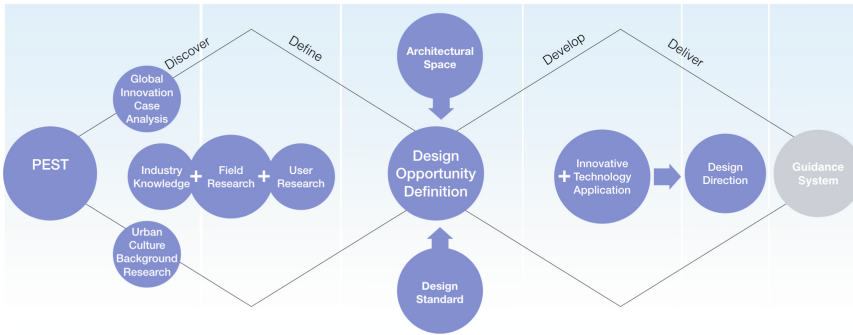 Discover
Define
Develop
Deliver
Architectural
Space
Global
Innovation
Case
Analysis
PEST
Industry
Knowledge
+
Field
Research
+
User
Research
Design
Opportunity
Definition
+
Innovative
Technology
Application
Design
Direction
Guidance
System
Urban
Culture
Background
Research
Design
Standard